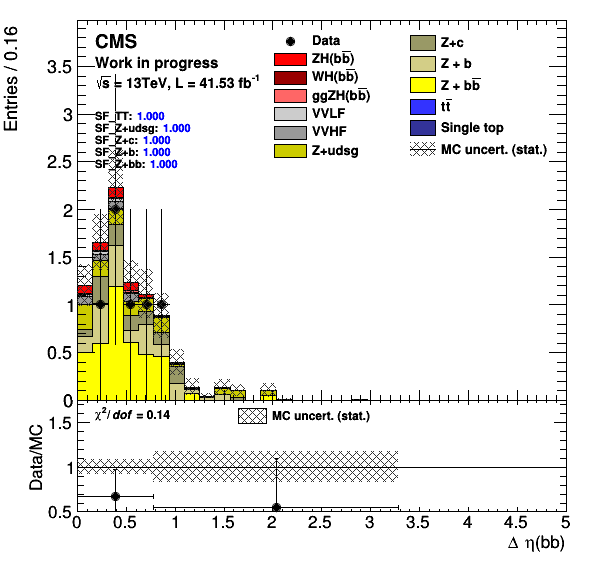 Entries / 0.16
CMS
Work in progress
√s = 13TeV, L = 41.53 fb⁻¹
SF_TT: 1.000
SF_Z+udsg: 1.000
SF_Z+c: 1.000
SF_Z+b: 1.000
SF_Z+bb: 1.000
Data
ZH(bb̅)
WH(bb̅)
ggZH(bb̅)
VVLF
VVHF
Z+udsg
Z+c
Z + b
Z + bb̅
tt̅
Single top
MC uncert. (stat.)
3.5
3
2.5
2
1.5
1
0.5
0
χ²/dof = 0.14
MC uncert. (stat.)
Data/MC
1.5
1
0.5
0 0.5 1 1.5 2 2.5 3 3.5 4 4.5 5
Δ η(bb)